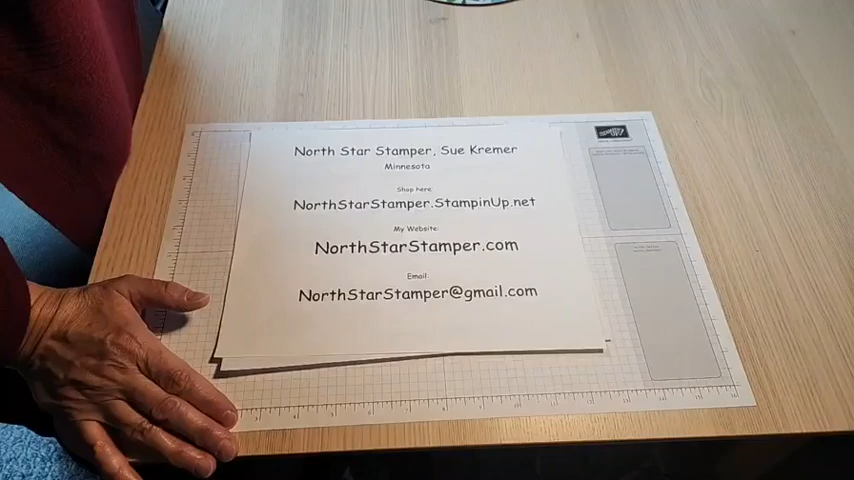 North Star Stamper, Sue Kremer
Minnesota
Shop here:
NorthStarStamper.StampinUp.net
My Website:
NorthStarStamper.com
Email:
NorthStarStamper@gmail.com